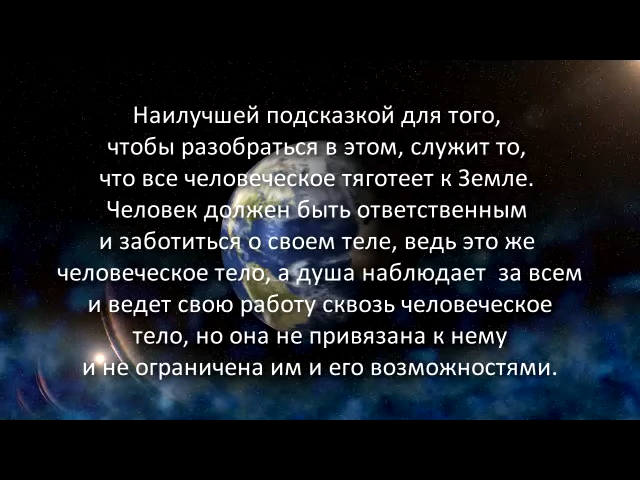 Наилучшей подсказкой для того,
чтобы разобраться в этом, служит то,
что все человеческое тяготеет к Земле.
Человек должен быть ответственным
и заботиться о своем теле, ведь это же
человеческое тело, а душа наблюдает за всем
и ведет свою работу сквозь человеческое
тело, но она не привязана к нему
и не ограничена им и его возможностями.